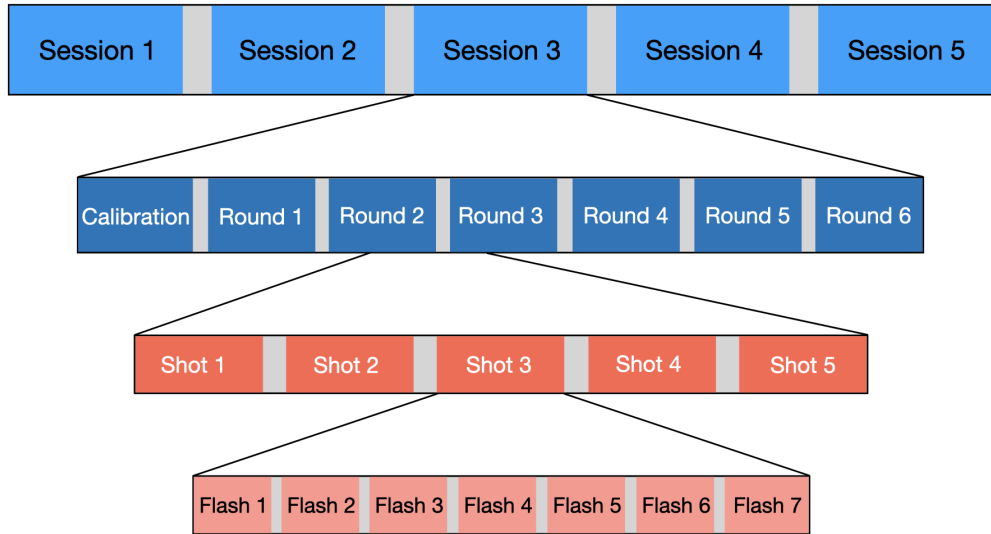 Session 1 Session 2 Session 3 Session 4 Session 5
Calibration Round 1 Round 2 Round 3 Round 4 Round 5 Round 6
Shot 1 Shot 2 Shot 3 Shot 4 Shot 5
Flash 1 Flash 2 Flash 3 Flash 4 Flash 5 Flash 6 Flash 7